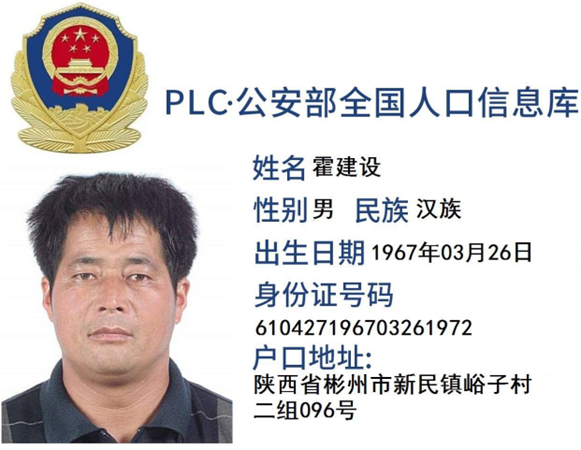 PLC·公安部全国人口信息库
姓名 霍建设
性别 男 民族 汉族
出生日期 1967年03月26日
身份证号码
610427196703261972
户口地址:
陕西省彬州市新民镇峪子村
二组096号